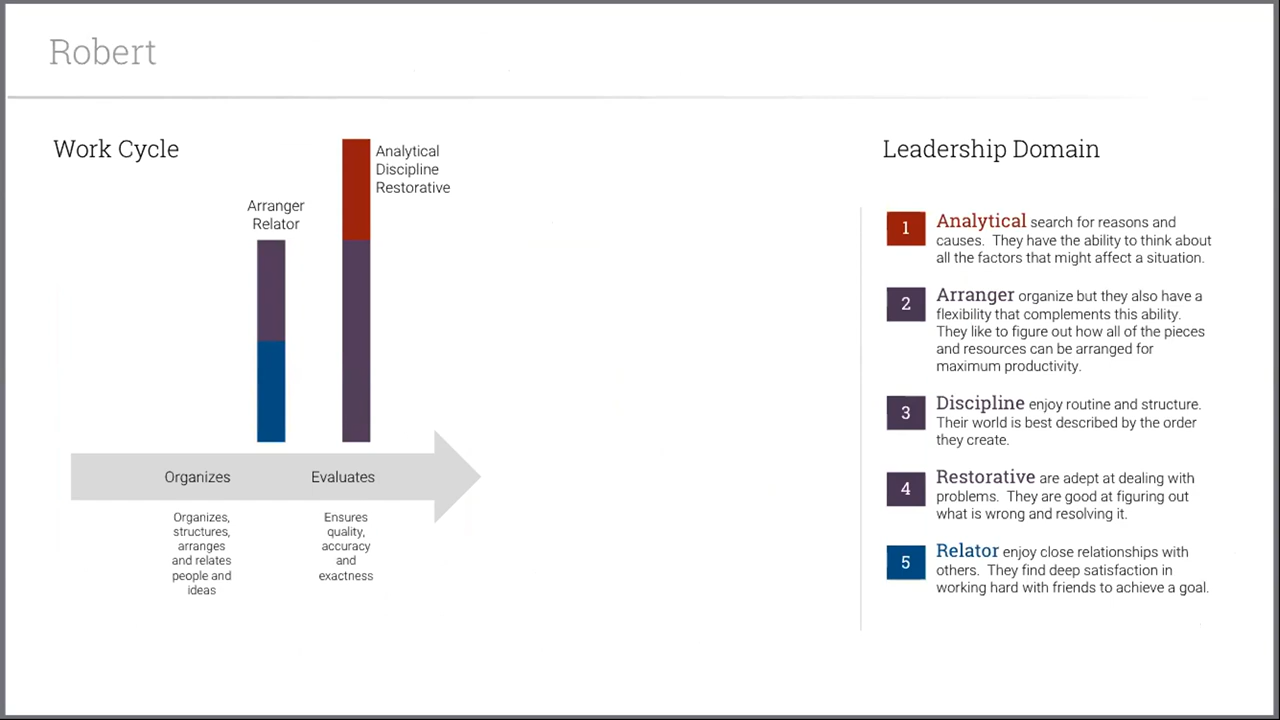 Robert
Work Cycle
Arranger
Relator
Analytical
Discipline
Restorative
Organizes
Evaluates
Organizes,
structures,
arranges
and relates
people and
ideas
Ensures
quality,
accuracy
and
exactness
Leadership Domain
1
Analytical search for reasons and
causes. They have the ability to think about
all the factors that might affect a situation.
2
Arranger organize but they also have a
flexibility that complements this ability.
They like to figure out how all of the pieces
and resources can be arranged for
maximum productivity.
3
Discipline enjoy routine and structure.
Their world is best described by the order
they create.
4
Restorative are adept at dealing with
problems. They are good at figuring out
what is wrong and resolving it.
5
Relator enjoy close relationships with
others. They find deep satisfaction in
working hard with friends to achieve a goal.